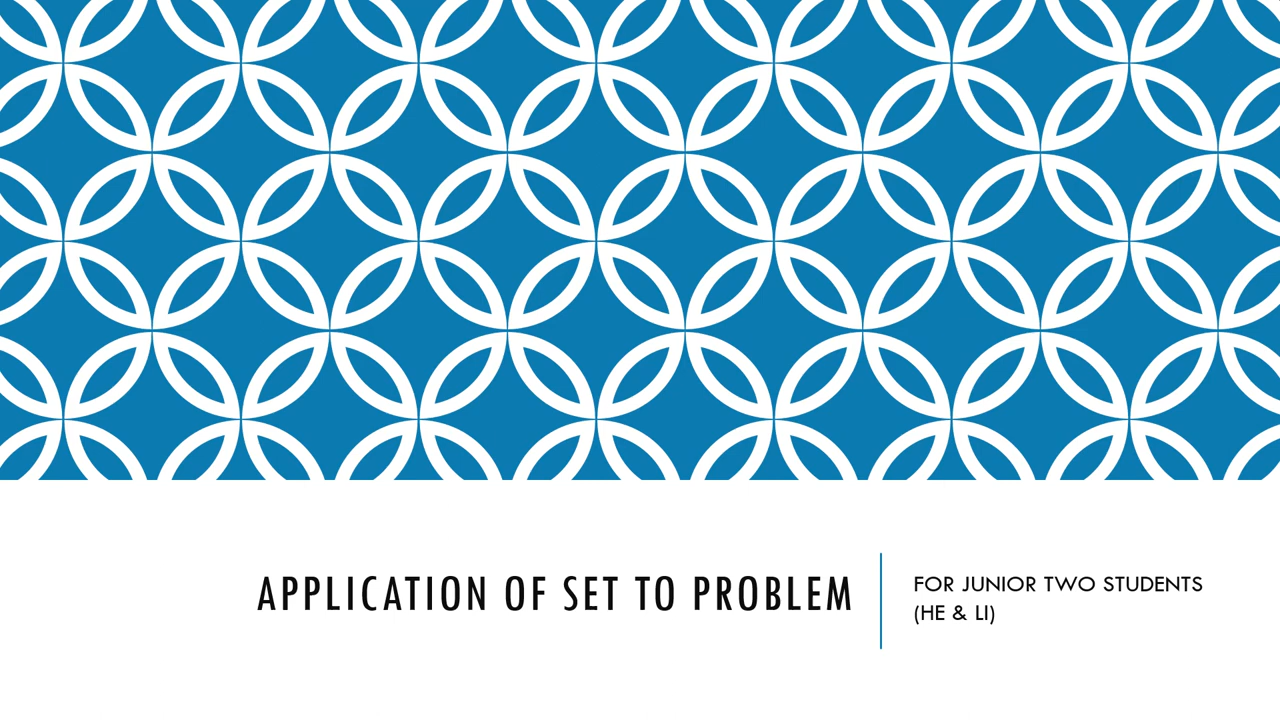 APPLICATION OF SET TO PROBLEM
FOR JUNIOR TWO STUDENTS
(HE & LI)